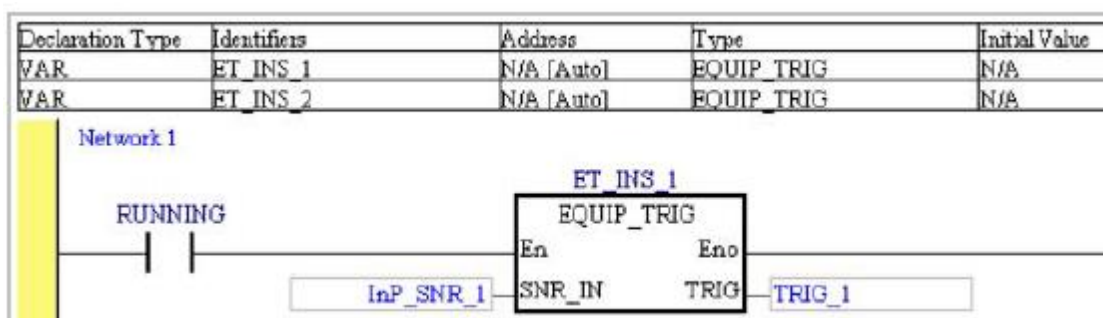 Declaration Type Identifiers Address Type Initial Value
VAR ET_INS_1 N/A [Auto] EQUIP_TRIG N/A
VAR ET_INS_2 N/A [Auto] EQUIP_TRIG N/A
Network 1
ET_INS_1
RUNNING EQUIP_TRIG
En Eno
InP_SNR_1 SNR_IN TRIG TRIG_1